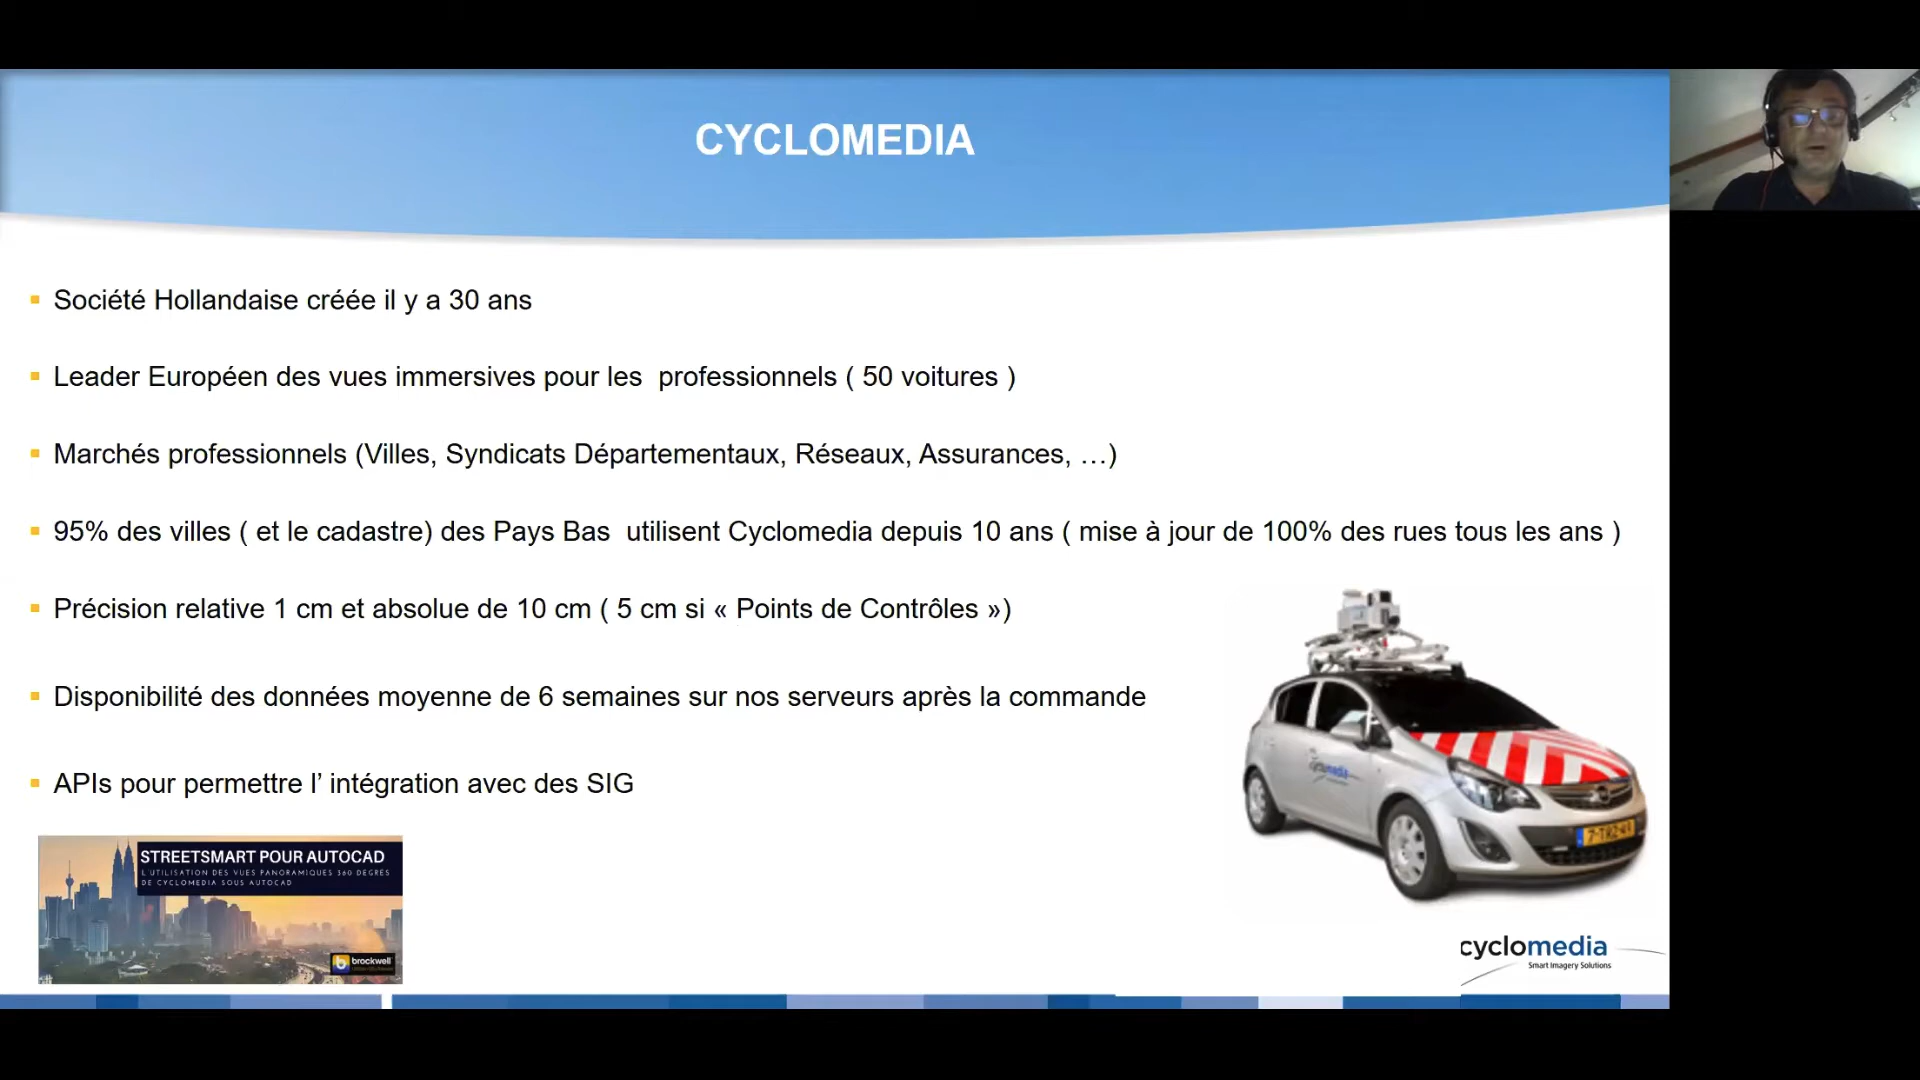 CYCLOMEDIA
Société Hollandaise créée il y a 30 ans
Leader Européen des vues immersives pour les professionnels ( 50 voitures )
Marchés professionnels (Villes, Syndicats Départementaux, Réseaux, Assurances, …)
95% des villes ( et le cadastre) des Pays Bas utilisent Cyclomedia depuis 10 ans ( mise à jour de 100% des rues tous les ans )
Précision relative 1 cm et absolue de 10 cm ( 5 cm si « Points de Contrôles »)
Disponibilité des données moyenne de 6 semaines sur nos serveurs après la commande
APIs pour permettre l’ intégration avec des SIG
STREETSMART POUR AUTOCAD
L UTILISATION DES VUES PANORAMIQUES 360 DEGRES
DE CYCLOMEDIA SOUS AUTOCAD
brockwell
cyclomedia
cyclomedia
Smart Imagery Solutions